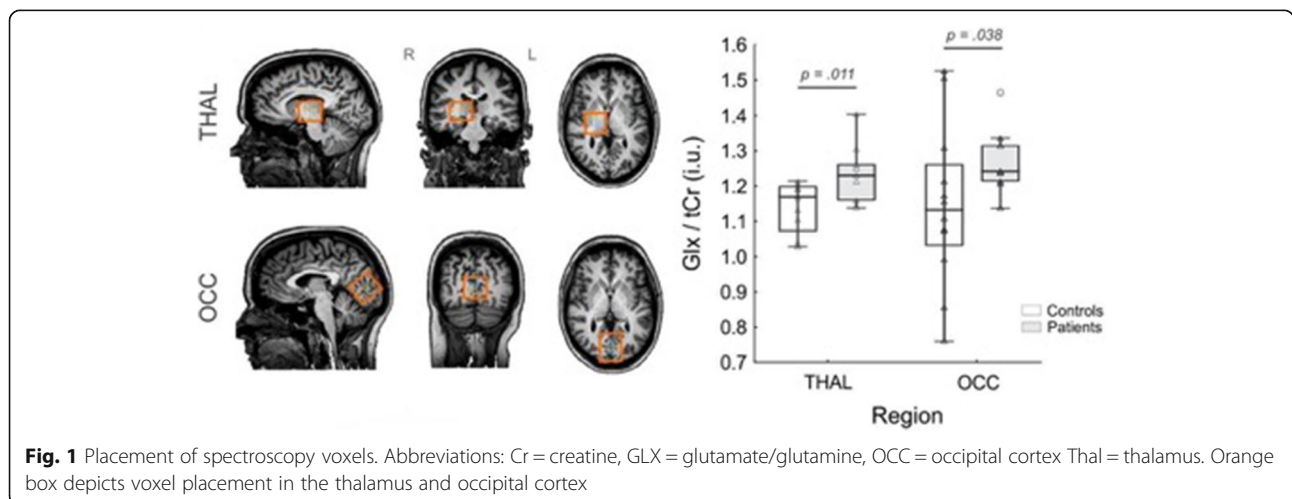 THAL
R
L
OCC
1.6
1.5
1.4
1.3
1.2
1.1
1.0
0.9
0.8
0.7
Glx / tCr (i.u.)
p = .011
p = .038
Controls
Patients
THAL
OCC
Region
Fig. 1 Placement of spectroscopy voxels. Abbreviations: Cr = creatine, GLX = glutamate/glutamine, OCC = occipital cortex Thal = thalamus. Orange
box depicts voxel placement in the thalamus and occipital cortex